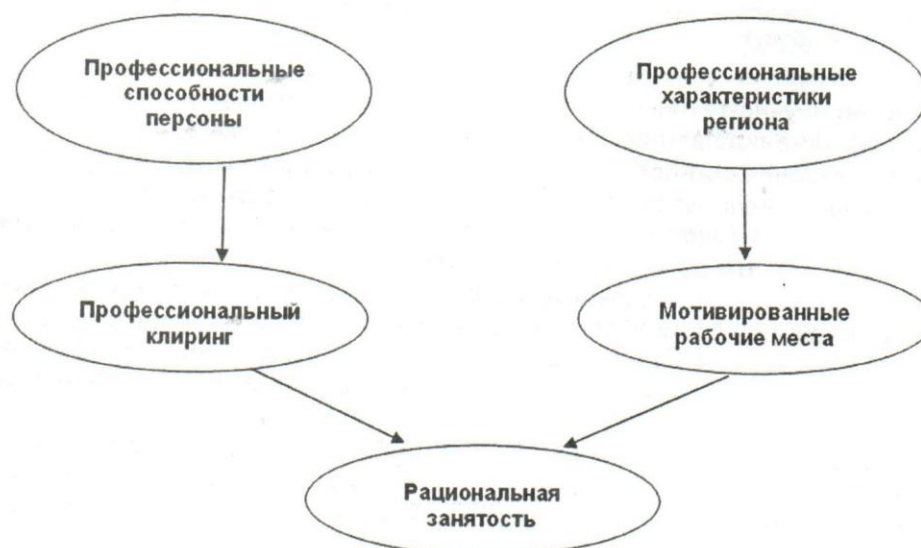 Профессиональные
способности
персоны
Профессиональные
характеристики
региона
Профессиональный
клиринг
Мотивированные
рабочие места
Рациональная
занятость